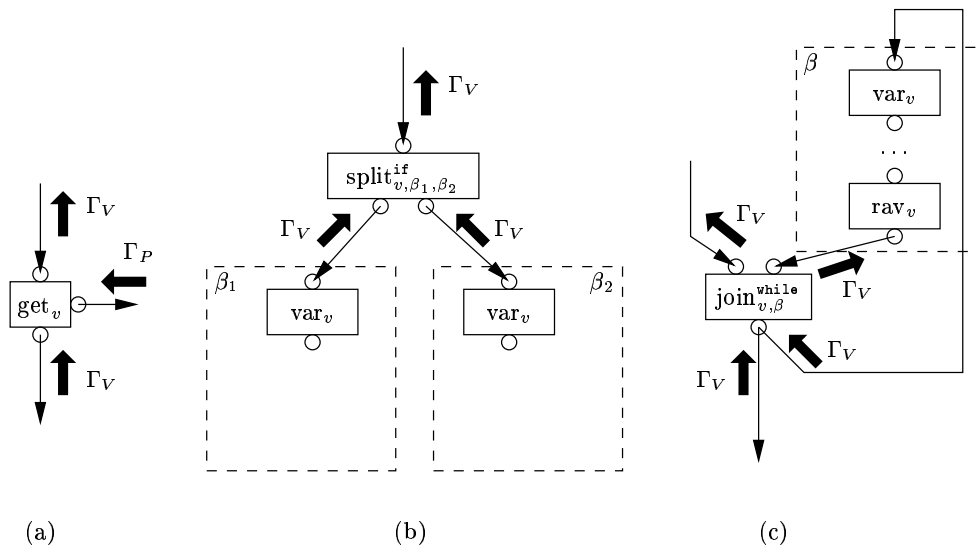 Γ_V
Γ_P
get_v
Γ_V
(a)
Γ_V
split^if_{v,β_1,β_2}
Γ_V
Γ_V
β_1
var_v
β_2
var_v
(b)
β
var_v
...
rav_v
Γ_V
Γ_V
join^while_{v,β}
Γ_V
Γ_V
(c)